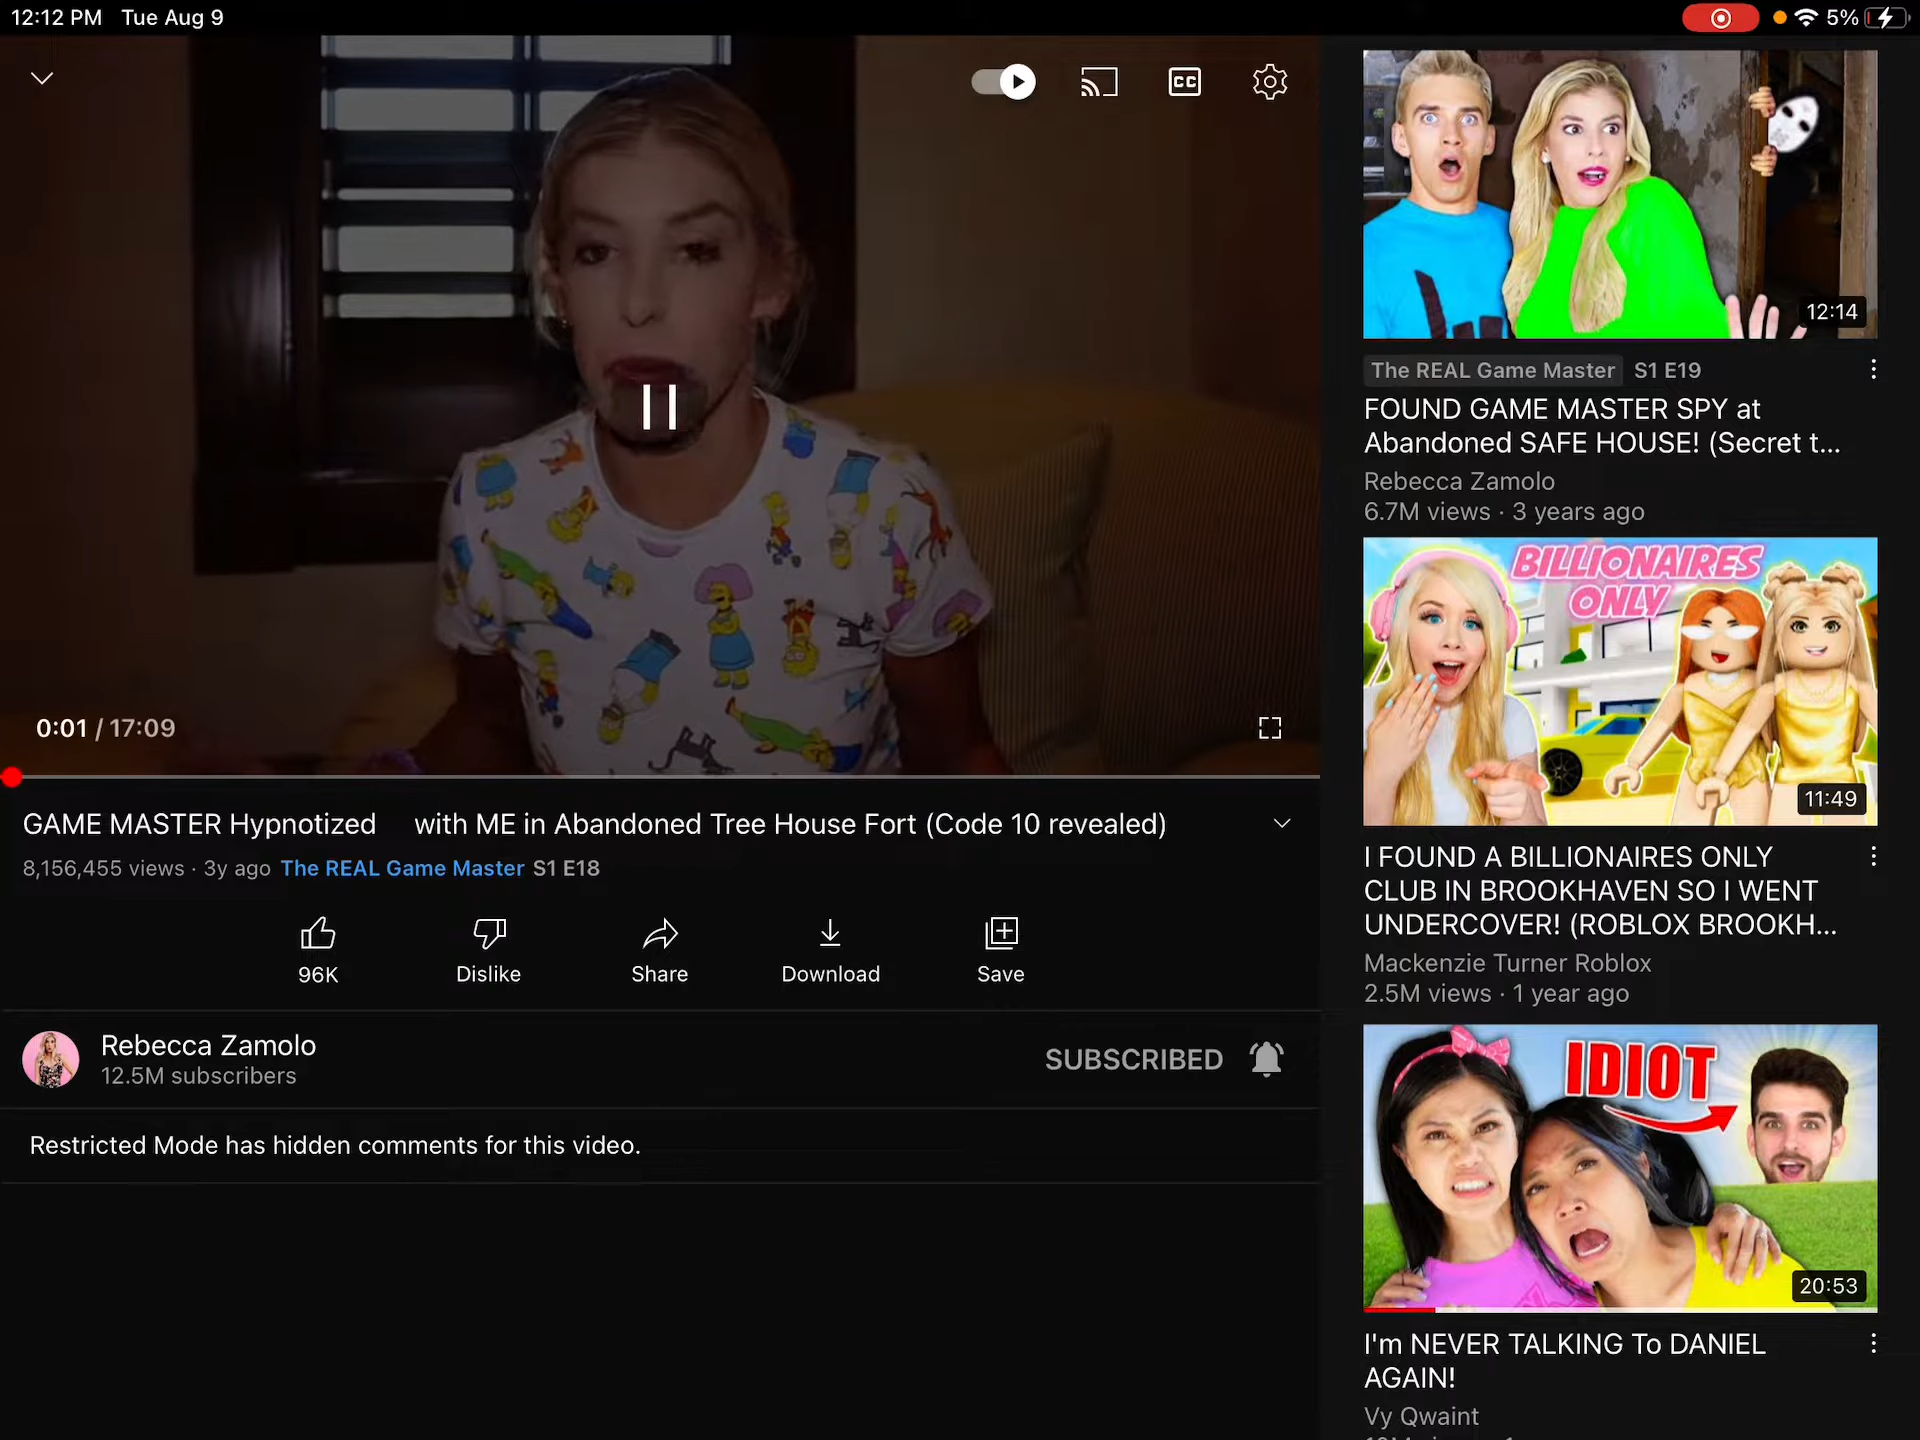 12:12 PM Tue Aug 9
5%
CC
0:01 / 17:09
GAME MASTER Hypnotized with ME in Abandoned Tree House Fort (Code 10 revealed)
8,156,455 views · 3y ago The REAL Game Master S1 E18
96K
Dislike
Share
Download
Save
Rebecca Zamolo
12.5M subscribers
SUBSCRIBED
Restricted Mode has hidden comments for this video.
12:14
The REAL Game Master S1 E19
FOUND GAME MASTER SPY at
Abandoned SAFE HOUSE! (Secret t...
Rebecca Zamolo
6.7M views · 3 years ago
BILLIONAIRES
ONLY
11:49
I FOUND A BILLIONAIRES ONLY
CLUB IN BROOKHAVEN SO I WENT
UNDERCOVER! (ROBLOX BROOKH...
Mackenzie Turner Roblox
2.5M views · 1 year ago
IDIOT
20:53
I'm NEVER TALKING To DANIEL
AGAIN!
Vy Qwaint